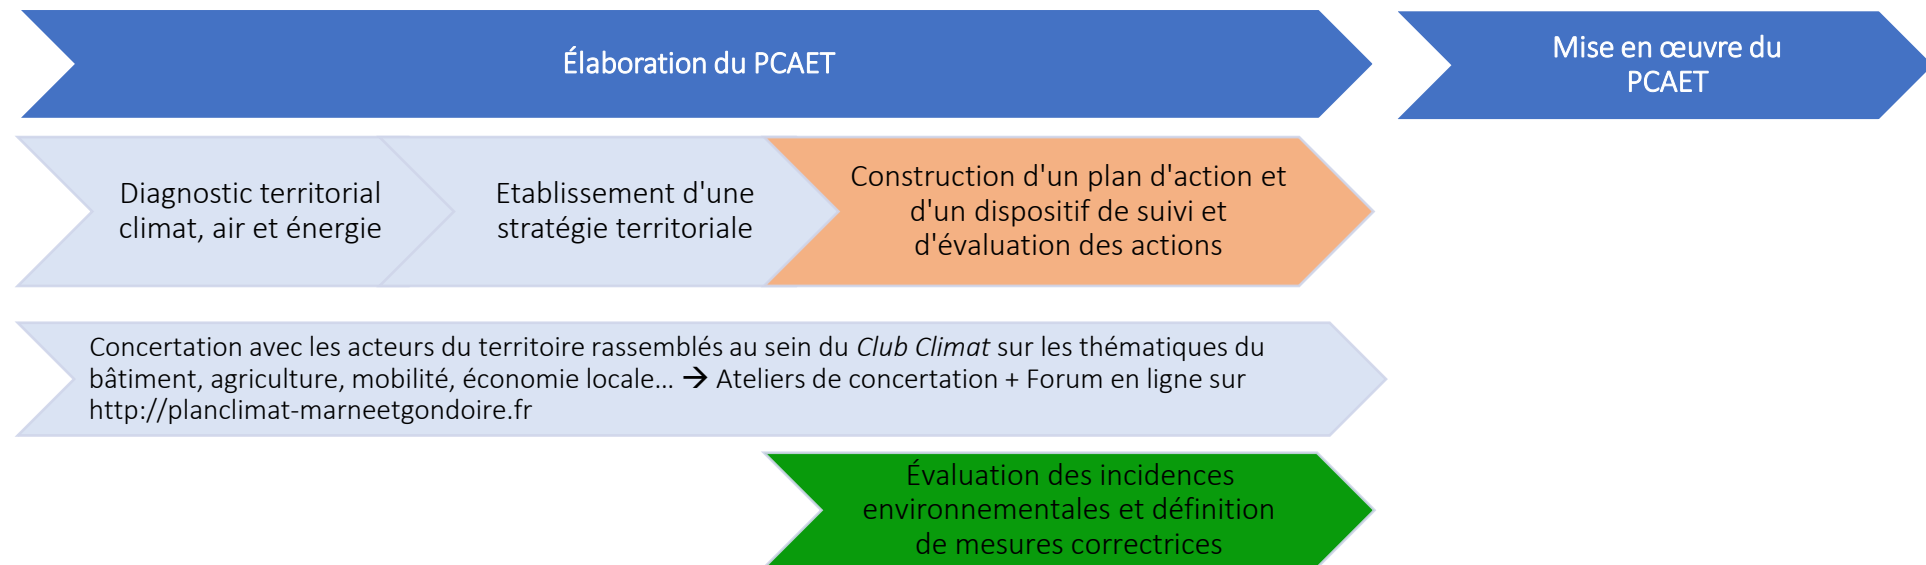 Élaboration du PCAET
Mise en œuvre du
PCAET
Diagnostic territorial
climat, air et énergie
Etablissement d'une
stratégie territoriale
Construction d'un plan d'action et
d'un dispositif de suivi et
d'évaluation des actions
Concertation avec les acteurs du territoire rassemblés au sein du Club Climat sur les thématiques du
bâtiment, agriculture, mobilité, économie locale... → Ateliers de concertation + Forum en ligne sur
http://planclimat-marneetgondoire.fr
Évaluation des incidences
environnementales et définition
de mesures correctrices